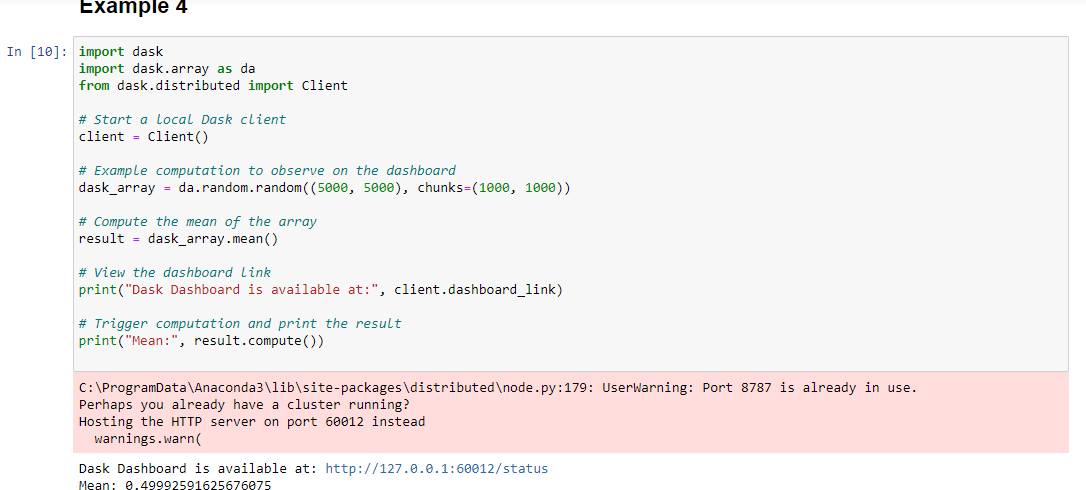 Example 4
In [10]:
import dask
import dask.array as da
from dask.distributed import Client
# Start a local Dask client
client = Client()
# Example computation to observe on the dashboard
dask_array = da.random.random((5000, 5000), chunks=(1000, 1000))
# Compute the mean of the array
result = dask_array.mean()
# View the dashboard link
print("Dask Dashboard is available at:", client.dashboard_link)
# Trigger computation and print the result
print("Mean:", result.compute())
C:\ProgramData\Anaconda3\lib\site-packages\distributed\node.py:179: UserWarning: Port 8787 is already in use.
Perhaps you already have a cluster running?
Hosting the HTTP server on port 60012 instead
  warnings.warn(
Dask Dashboard is available at: http://127.0.0.1:60012/status
Mean: 0.49992591625676075